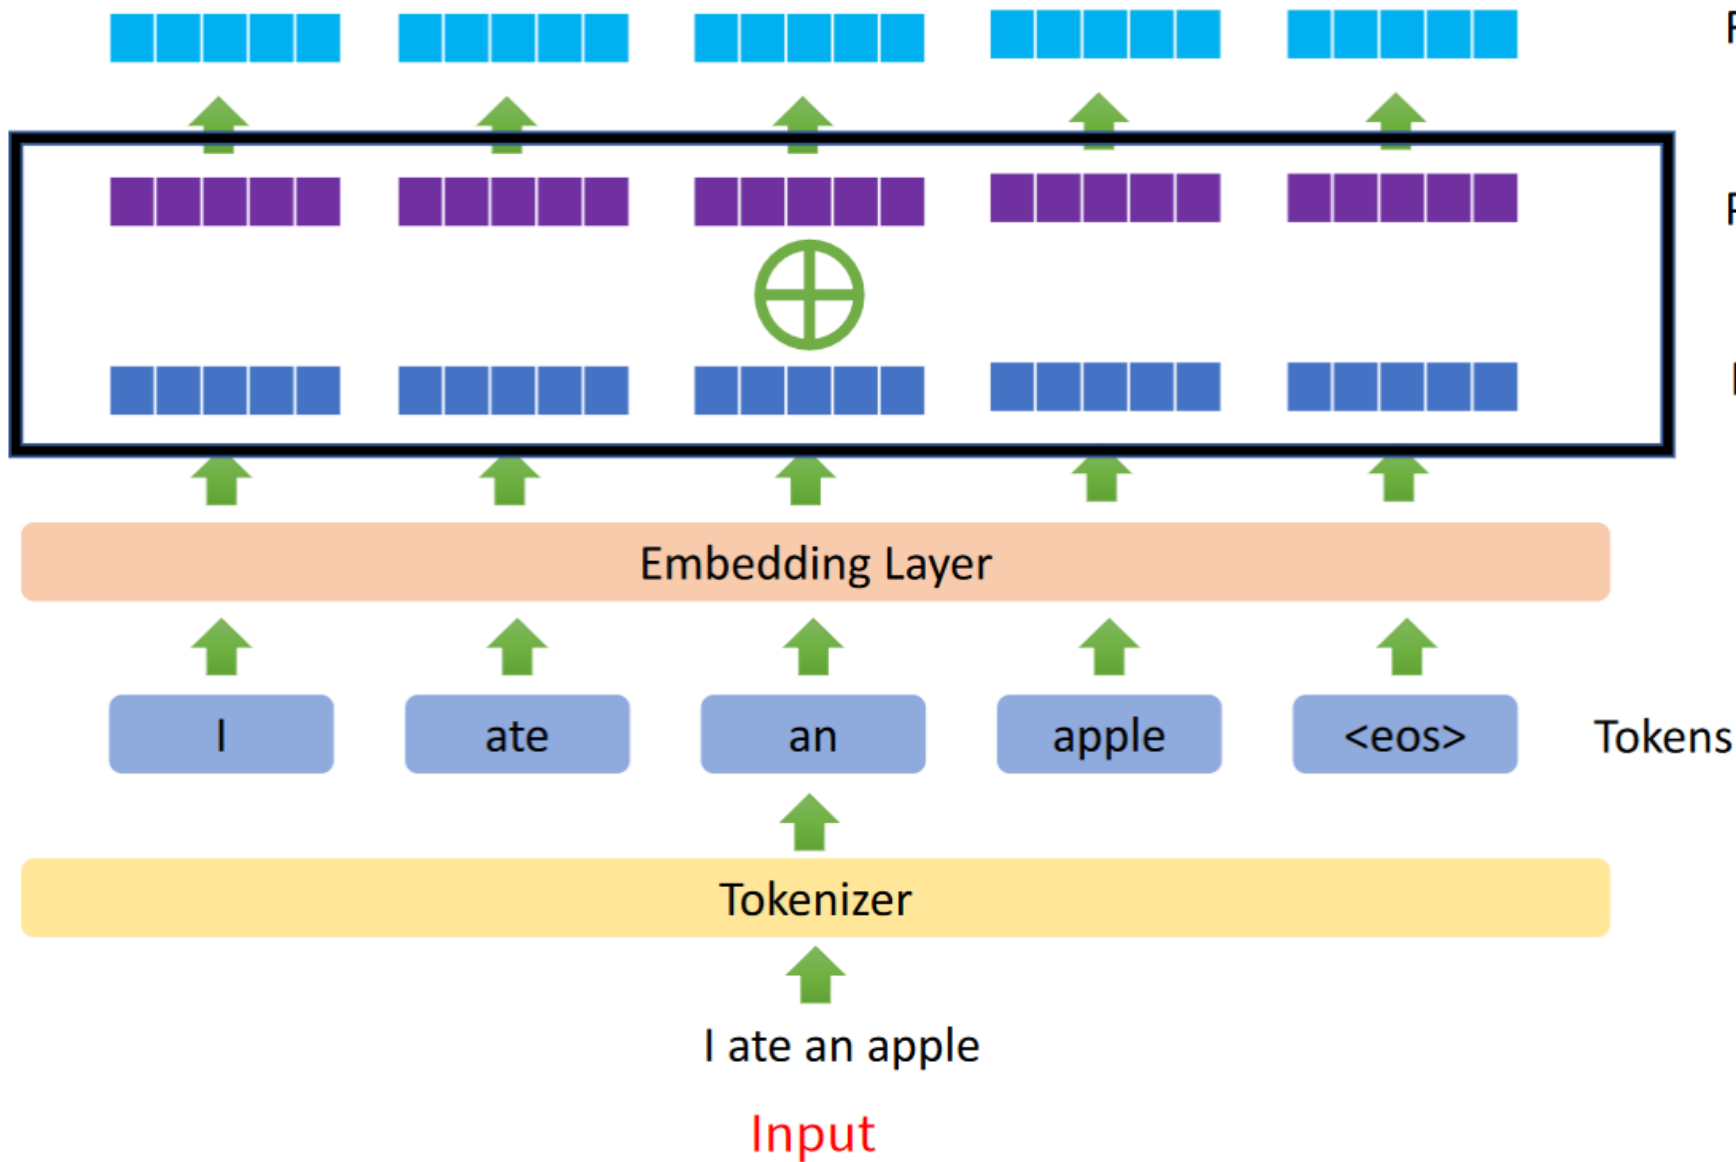 Embedding Layer
I ate an apple <eos> Tokens
Tokenizer
I ate an apple
Input